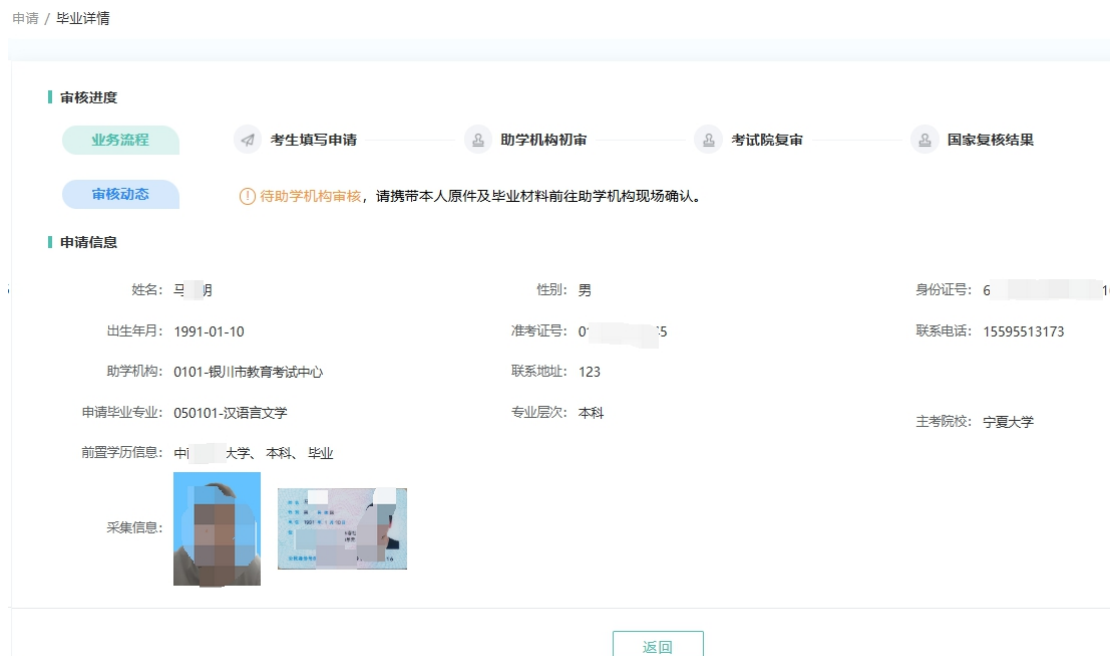 申请 / 毕业详情
审核进度
业务流程 考生填写申请 助学机构初审 考试院复审 国家复核结果
审核动态 待助学机构审核，请携带本人原件及毕业材料前往助学机构现场确认。
申请信息
姓名： 马 明 性别： 男 身份证号： 6
出生年月： 1991-01-10 准考证号： 0 5 联系电话： 15595513173
助学机构： 0101-银川市教育考试中心 联系地址： 123
申请毕业专业： 050101-汉语言文学 专业层次： 本科 主考院校： 宁夏大学
前置学历信息： 中 大学、 本科、 毕业
采集信息：
返回